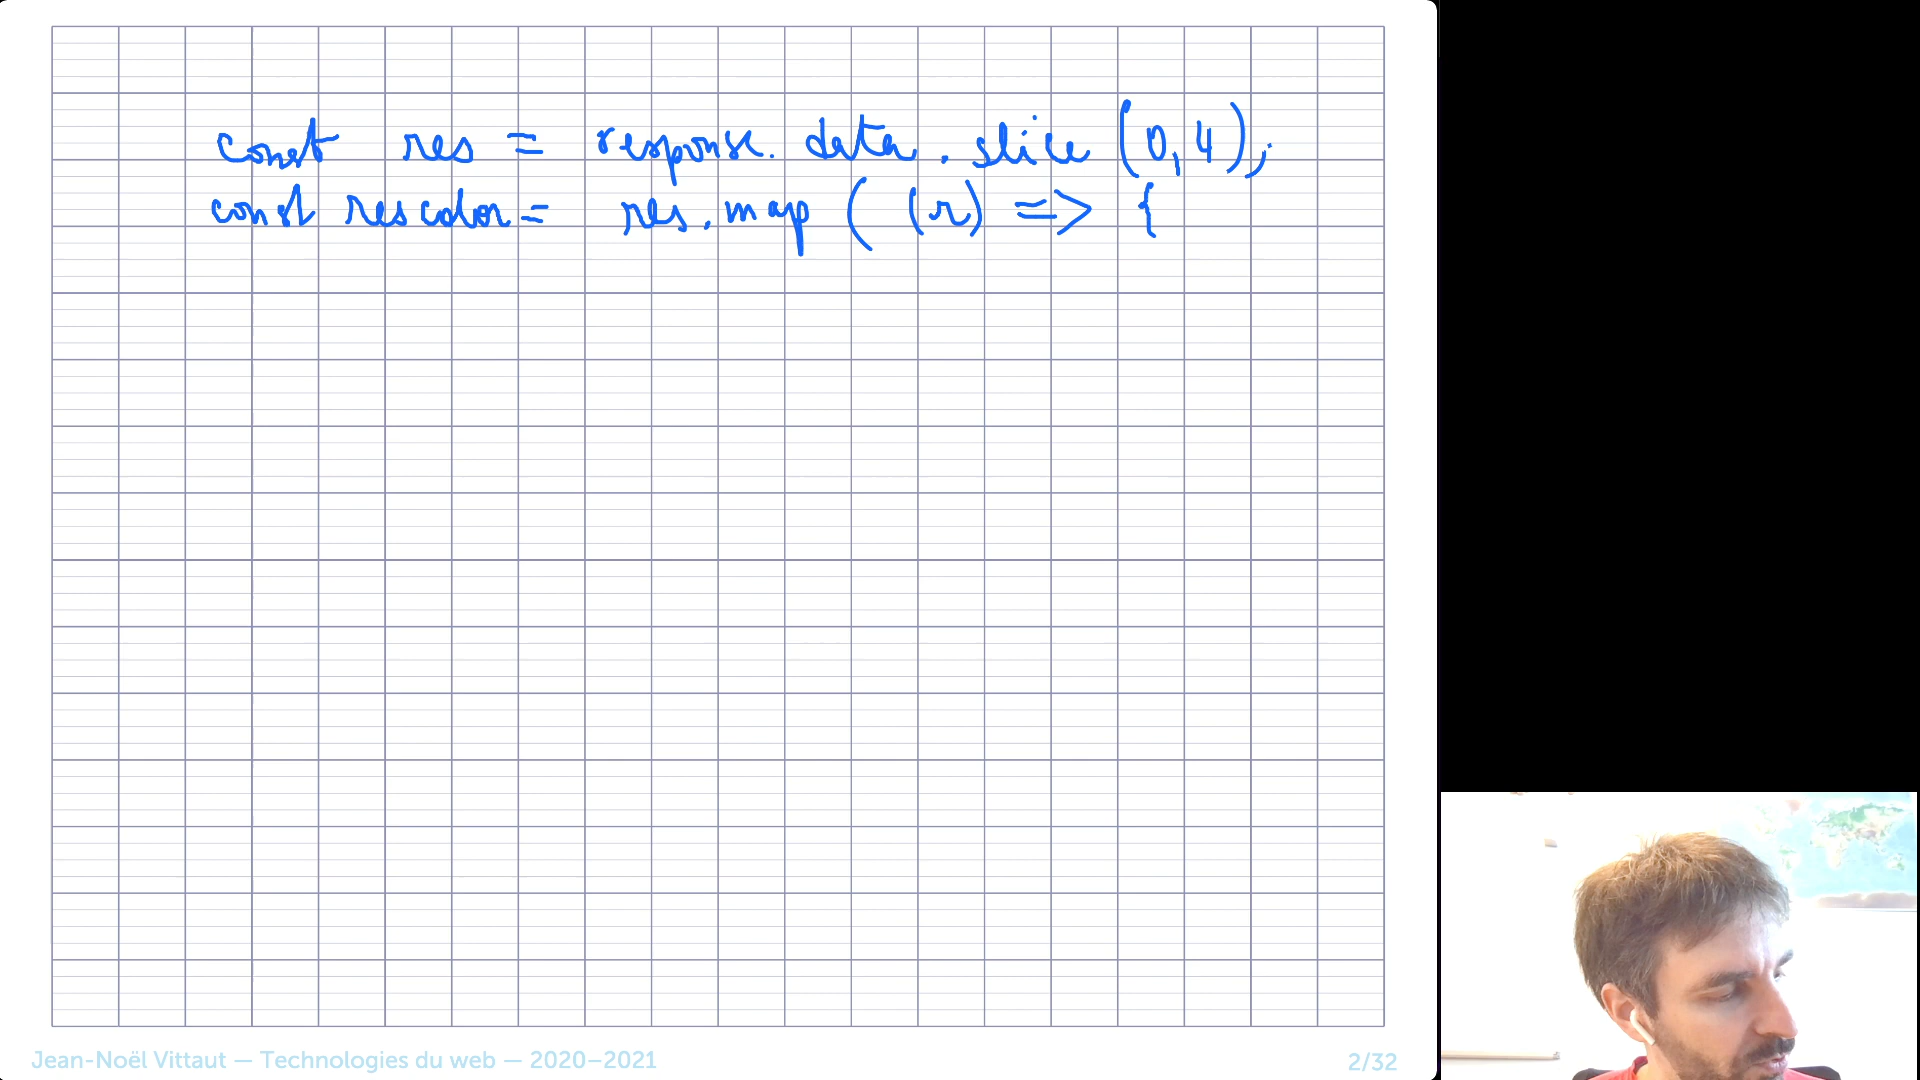 const res = response.data.slice(0,4);
const rescolor = res.map((r) => {
Jean-Noël Vittaut — Technologies du web — 2020–2021
2/32